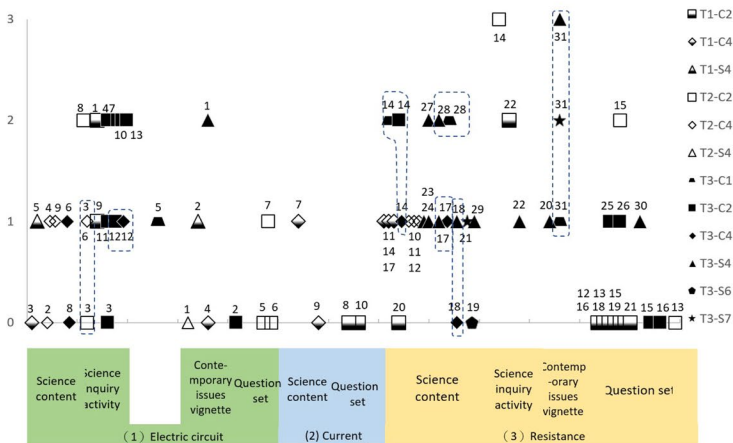 3
14
31
T1-C2
T1-C4
T1-S4
T2-C2
T2-C4
T2-S4
T3-C1
T3-C2
T3-C4
T3-S4
T3-S6
T3-S7
2
8 1 47
10 13
1
14 14
27 28 28
22
31
15
1
5 4 9 6
3
6
9
11
12 12
5
2
7 7
14
11
14
17
10
11
12
23
24
17
17
18
21
29
22
20 31
25 26 30
0
3 2 8
3
3
1 4 2 5 6
9 8 10
20
18 19
12 13 15
16 18 19 21
15 16 13
Science
content
Science
inquiry
activity
Conte-
mporary
issues
vignette
Question
set
Science
content
Question
set
Science
content
Science
inquiry
activity
Contemp
-orary
issues
vignette
Question set
(1) Electric circuit
(2) Current
(3) Resistance